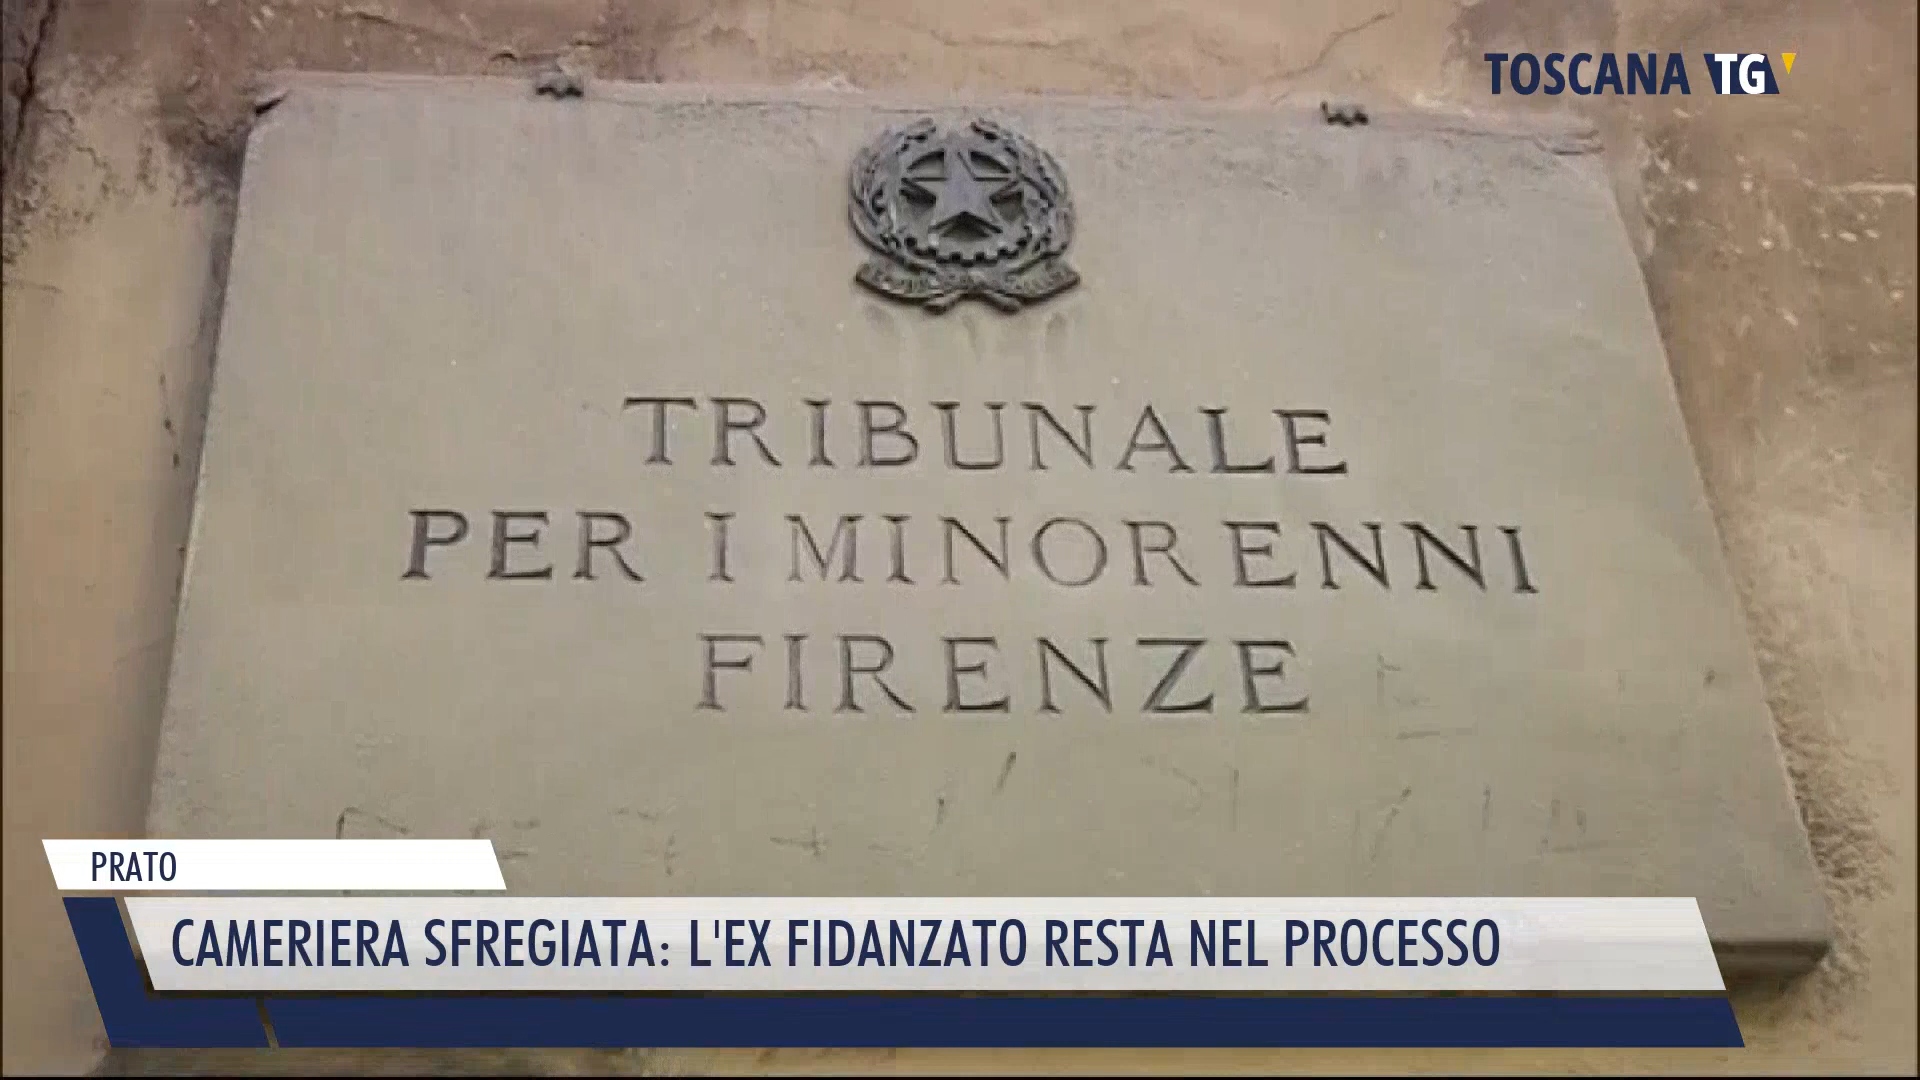 TOSCANA TG
TRIBUNALE
PER I MINORENNI
FIRENZE
PRATO
CAMERIERA SFREGIATA: L'EX FIDANZATO RESTA NEL PROCESSO